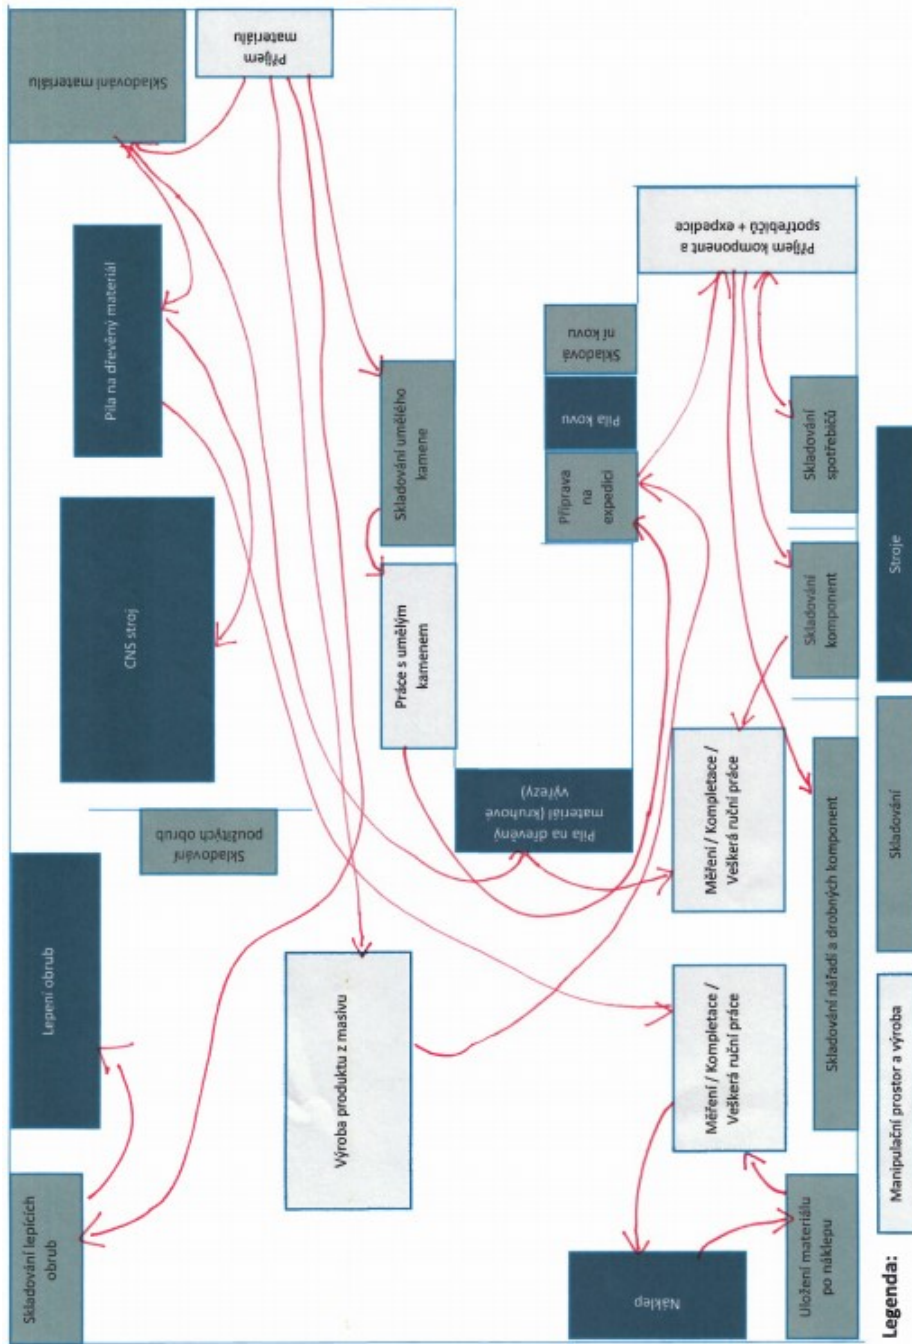 Skladování lepících
obrub
Lepení obrub
Skladování
použitých obrub
CNS stroj
Pila na dřevěný materiál
Skladování materiálu
Příjem
materiálu
Výroba produktu z masivu
Práce s umělým
kamenem
Skladování umělého
kamene
Pila na dřevěný
materiál (kruhové
výřezy)
Příprava
na
expedici
Pila kovu
Skladová
ní kovu
Náklep
Měření / Kompletace /
Veškerá ruční práce
Měření / Kompletace /
Veškerá ruční práce
Příjem komponent a
spotřebičů + expedice
Uložení materiálu
po náklepu
Skladování nářadí a drobných komponent
Skladování
komponent
Skladování
spotřebičů
Legenda:
Manipulační prostor a výroba
Skladování
Stroje